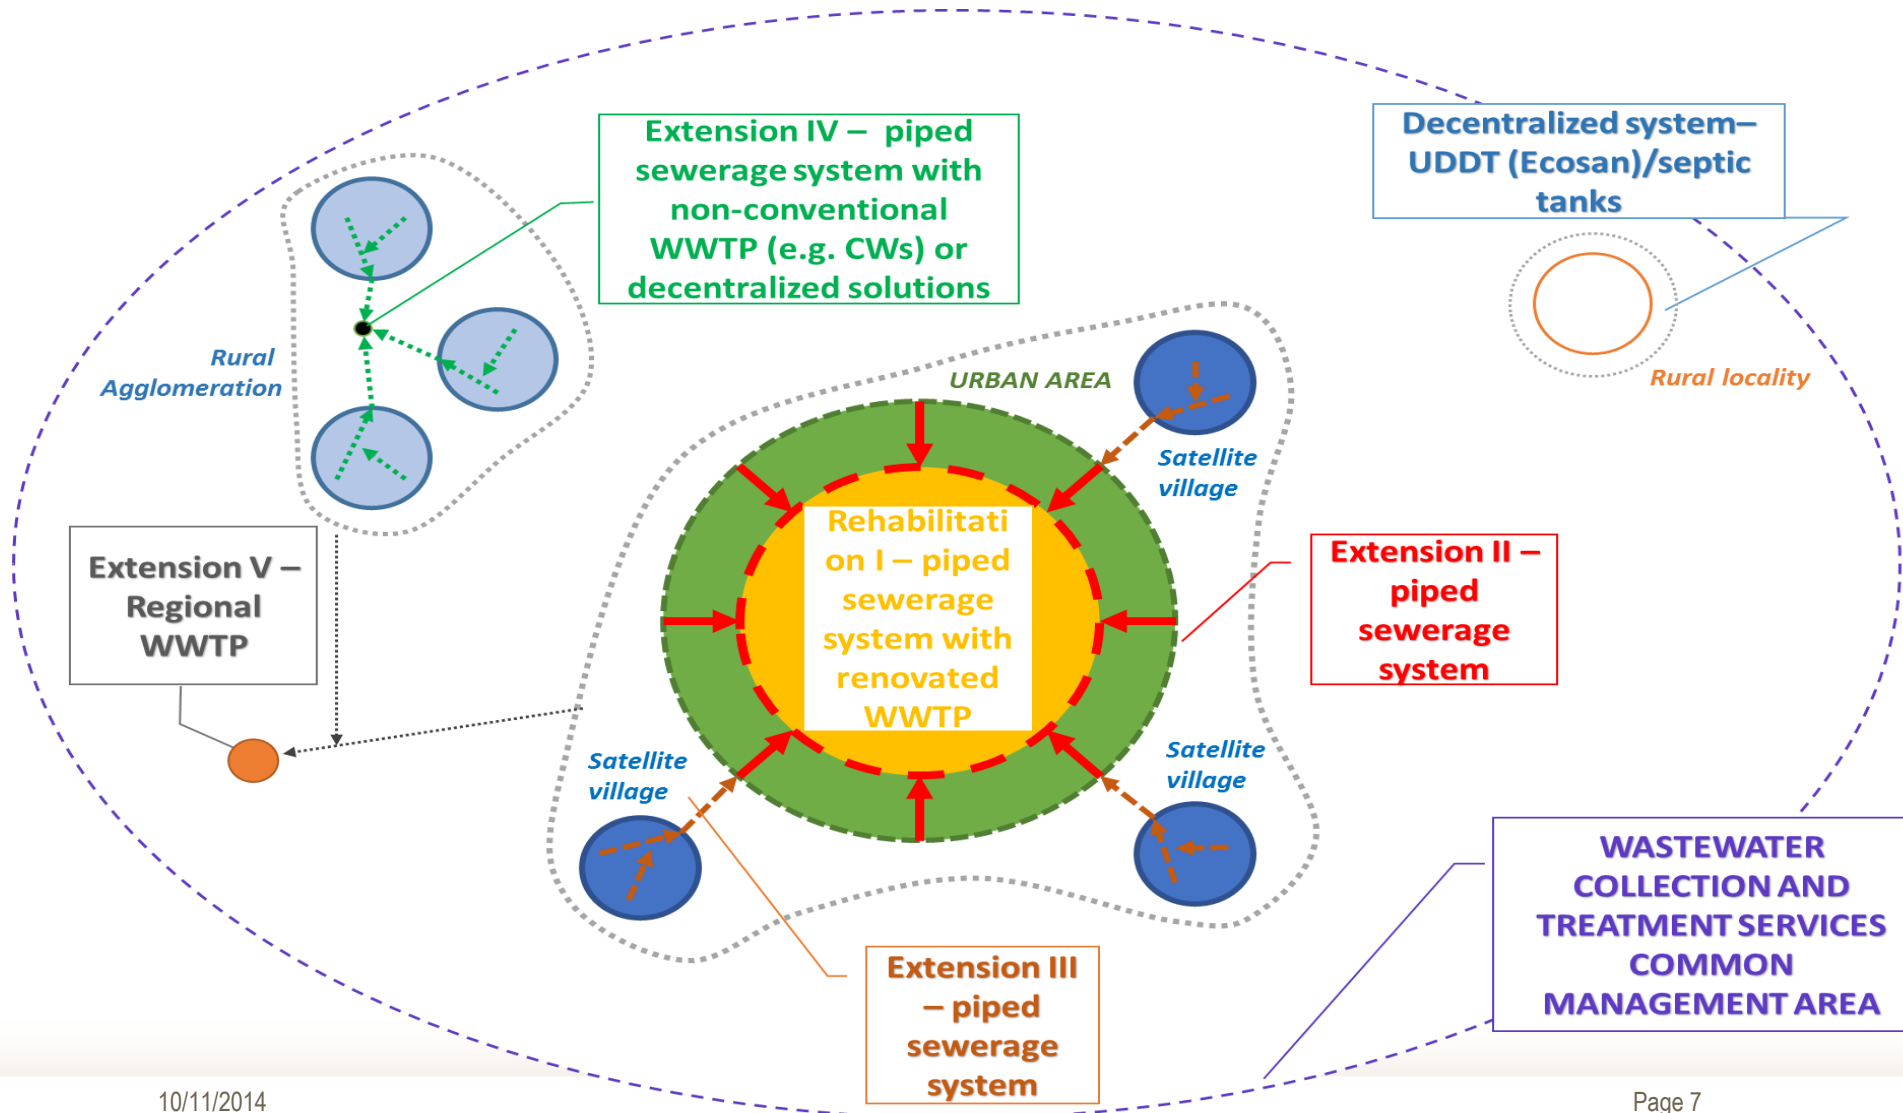 Extension IV – piped
sewerage system with
non-conventional
WWTP (e.g. CWs) or
decentralized solutions
Decentralized system–
UDDT (Ecosan)/septic
tanks
Rural
Agglomeration
URBAN AREA
Rural locality
Satellite
village
Rehabilitati
on I – piped
sewerage
system with
renovated
WWTP
Extension V –
Regional
WWTP
Extension II –
piped
sewerage
system
Satellite
village
Satellite
village
WASTEWATER
COLLECTION AND
TREATMENT SERVICES
COMMON
MANAGEMENT AREA
Extension III
– piped
sewerage
system
10/11/2014
Page 7